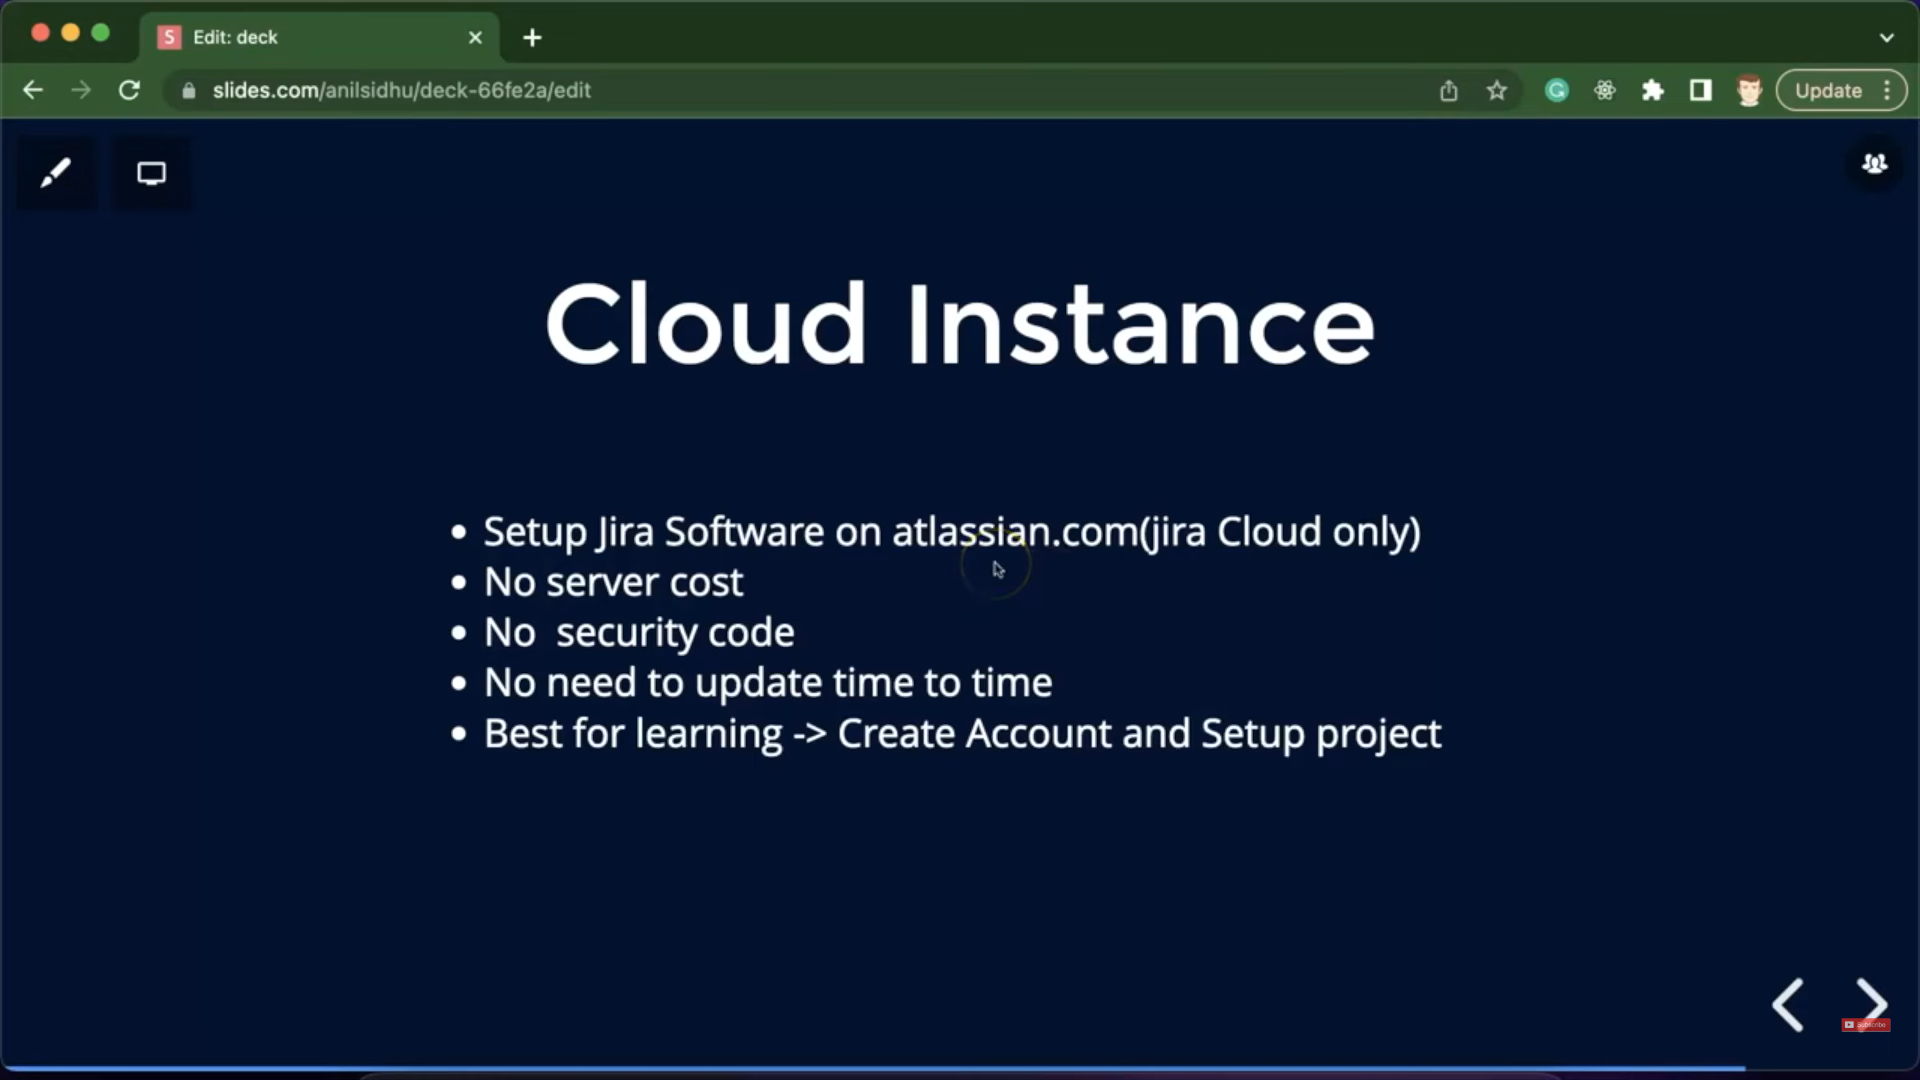 S Edit: deck
slides.com/anilsidhu/deck-66fe2a/edit
Update
Cloud Instance
• Setup Jira Software on atlassian.com(jira Cloud only)
• No server cost
• No  security code
• No need to update time to time
• Best for learning -> Create Account and Setup project
Subscribe